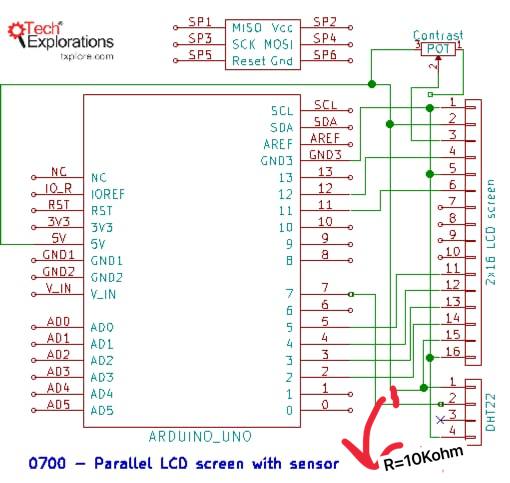 Tech
Explorations
txplore.com
SP1 MISO Vcc SP2
SP3 SCK MOSI SP4
SP5 Reset Gnd SP6
Contrast
3 POT 1
2
SCL SCL
SDA SDA
AREF AREF
GND3 GND3
13 13
12 12
11 11
10 10
9 9
8 8
7 7
6 6
5 5
4 4
3 3
2 2
1 1
0 0
NC NC
IO_R IOREF
RST RST
3V3 3V3
5V 5V
GND1 GND1
GND2 GND2
V_IN V_IN
AD0 AD0
AD1 AD1
AD2 AD2
AD3 AD3
AD4 AD4
AD5 AD5
ARDUINO_UNO
1
2
3
4
5
6
7
8
9
10
11
12
13
14
15
16
2x16 LCD screen
1
2
3
4
DHT22
R=10Kohm
0700 - Parallel LCD screen with sensor